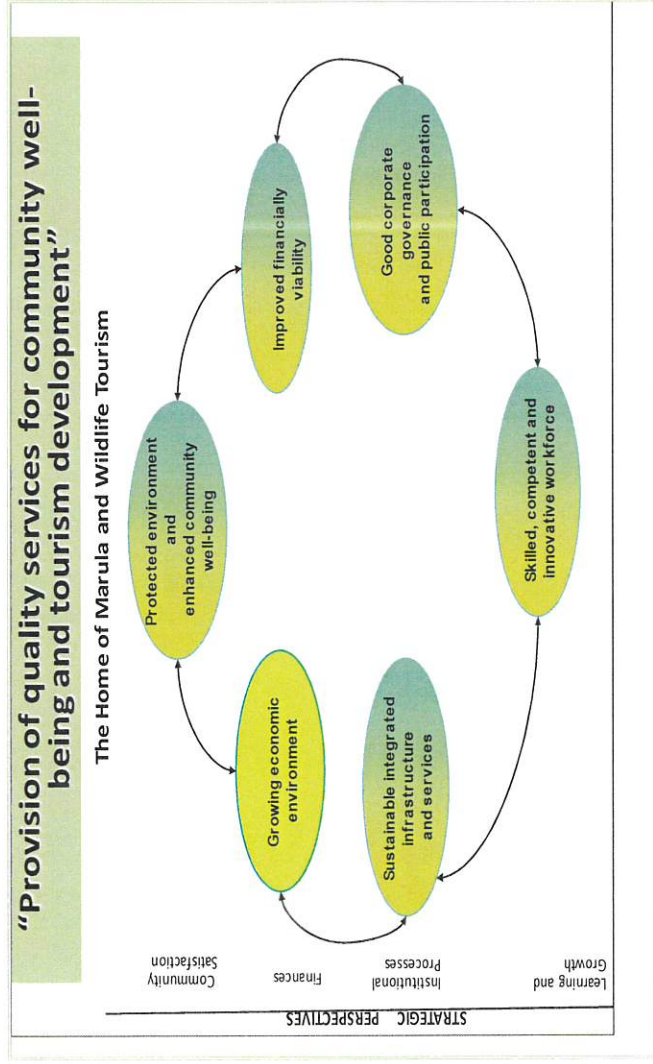 “Provision of quality services for community well-
being and tourism development”
The Home of Marula and Wildlife Tourism
STRATEGIC PERSPECTIVES
Community
Satisfaction
Protected environment
and
enhanced community
well-being
Finances
Growing economic
environment
Improved financially
viability
Institutional
Processes
Sustainable integrated
infrastructure
and services
Good corporate
governance
and public participation
Learning and
Growth
Skilled, competent and
innovative workforce